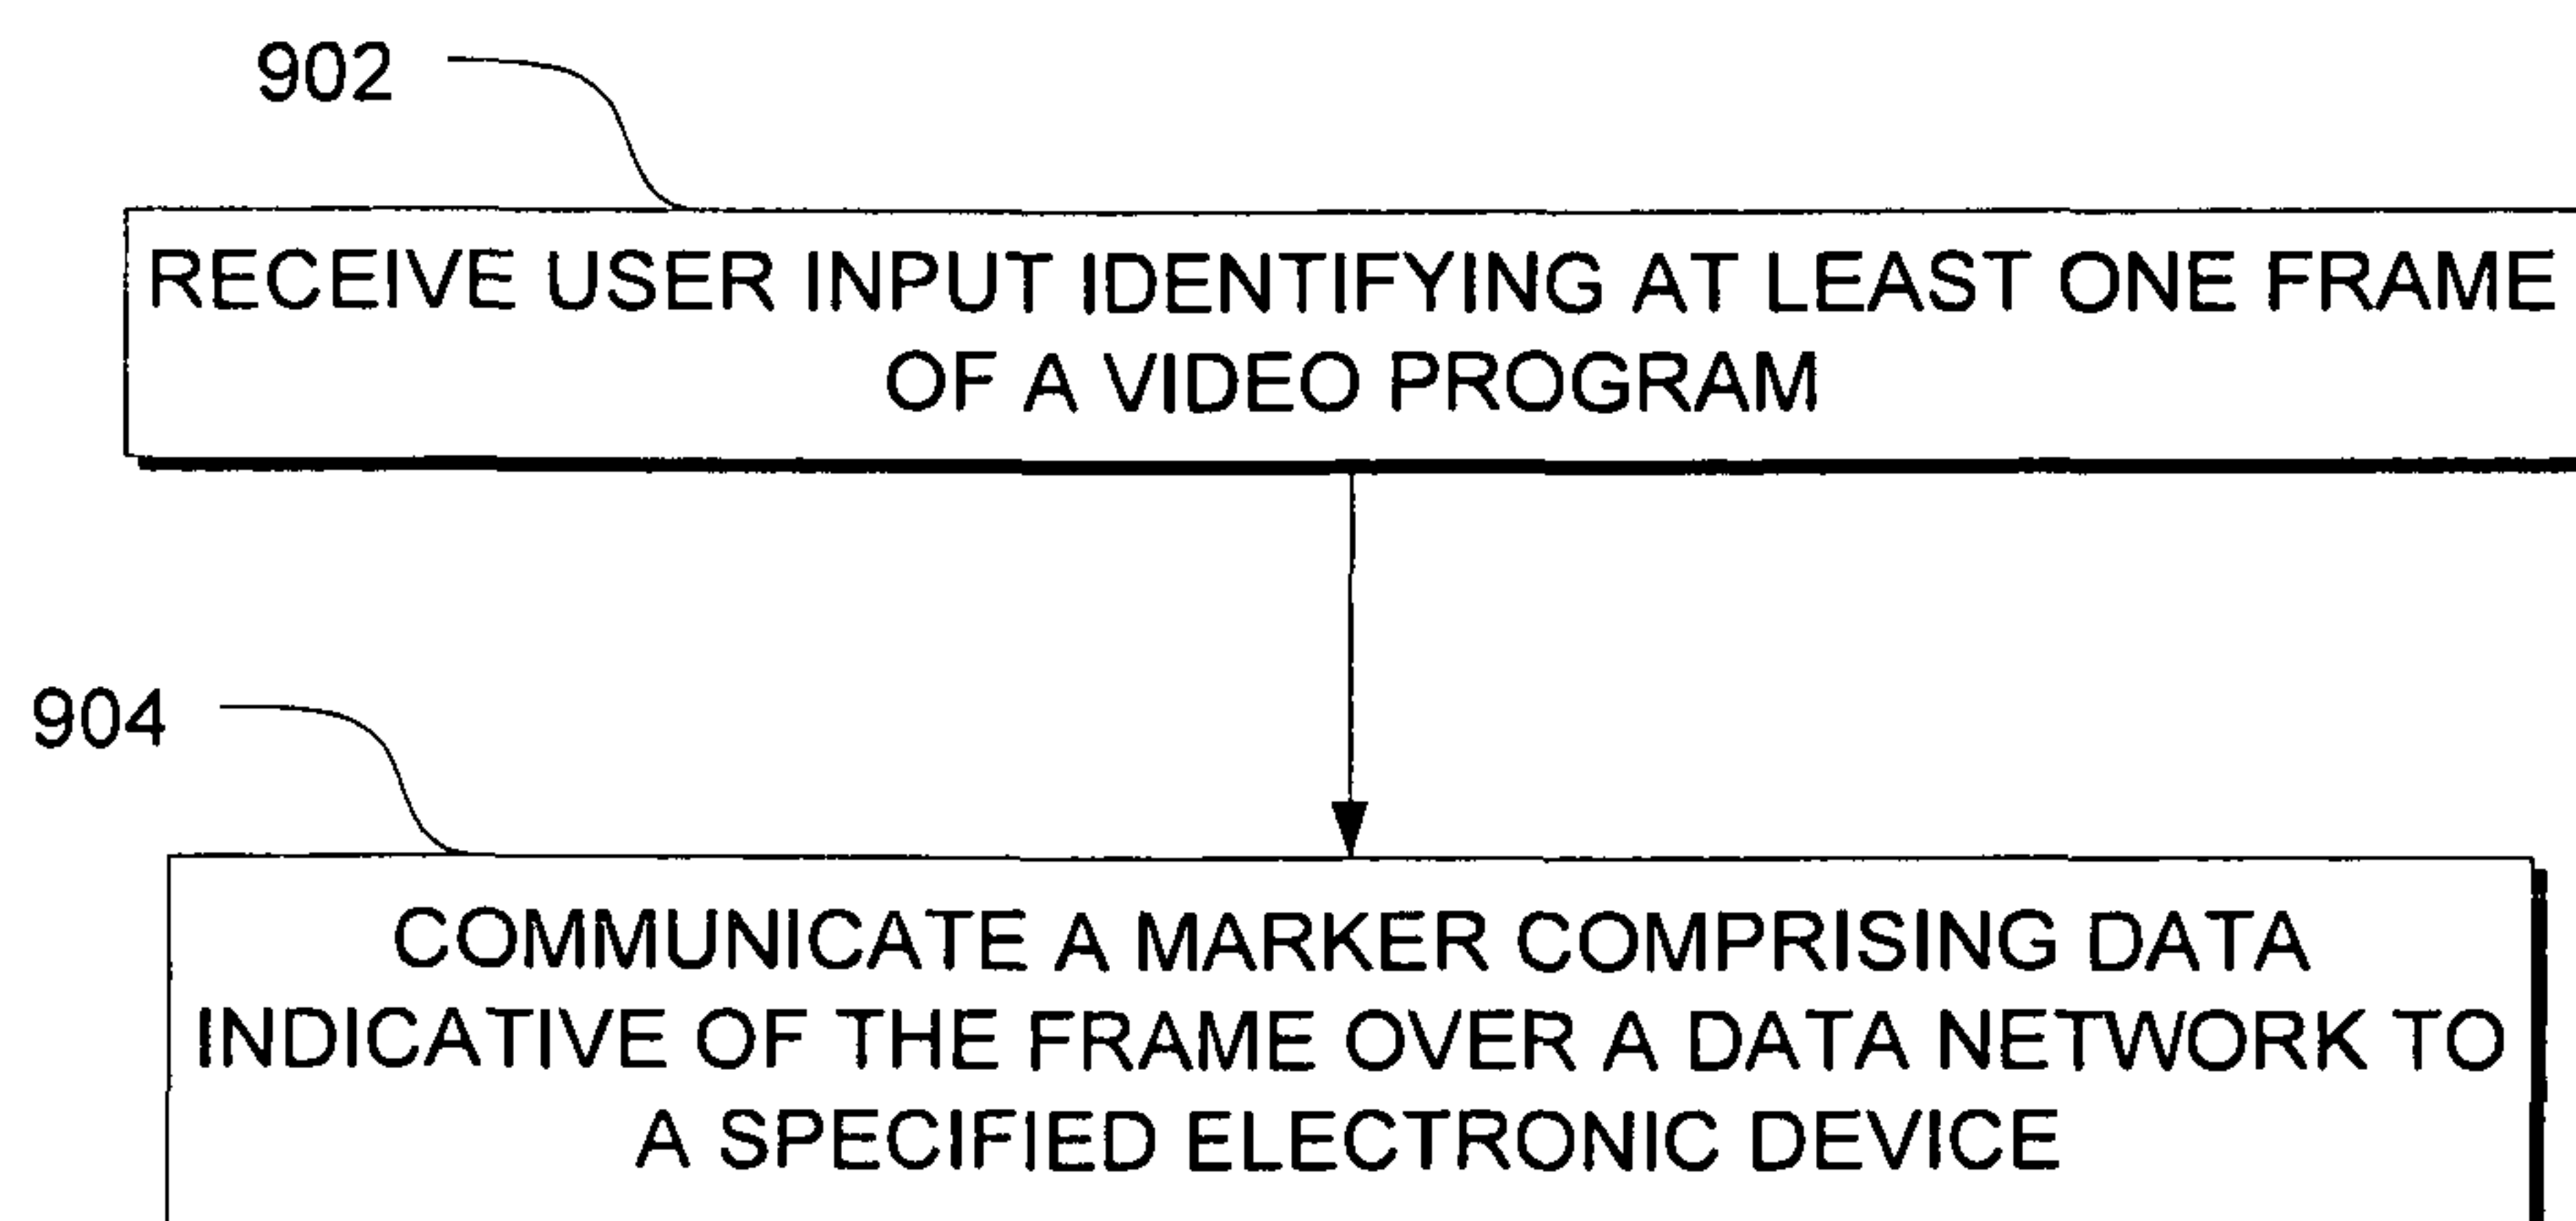 902
RECEIVE USER INPUT IDENTIFYING AT LEAST ONE FRAME
OF A VIDEO PROGRAM
904
COMMUNICATE A MARKER COMPRISING DATA
INDICATIVE OF THE FRAME OVER A DATA NETWORK TO
A SPECIFIED ELECTRONIC DEVICE